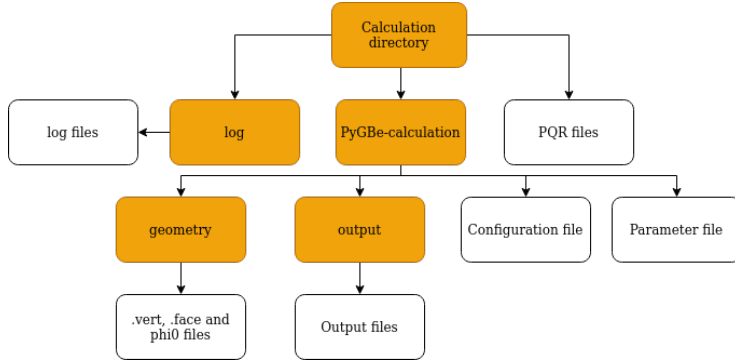 Calculation
directory
log files
log
PyGBe-calculation
PQR files
geometry
output
Configuration file
Parameter file
.vert, .face and
phi0 files
Output files